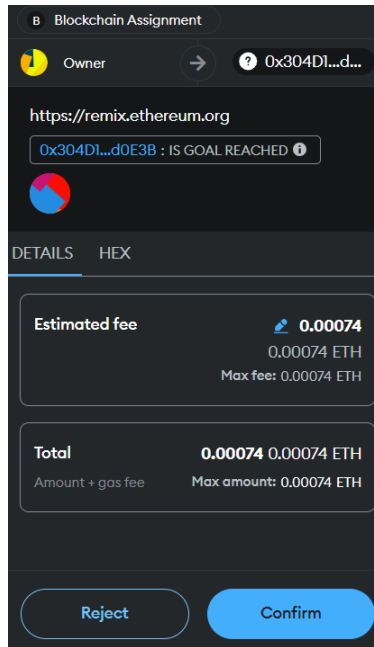 B Blockchain Assignment
Owner → ? 0x304D1...d...
https://remix.ethereum.org
0x304D1...d0E3B : IS GOAL REACHED i
DETAILS HEX
Estimated fee 0.00074
0.00074 ETH
Max fee: 0.00074 ETH
Total 0.00074 0.00074 ETH
Amount + gas fee Max amount: 0.00074 ETH
Reject Confirm